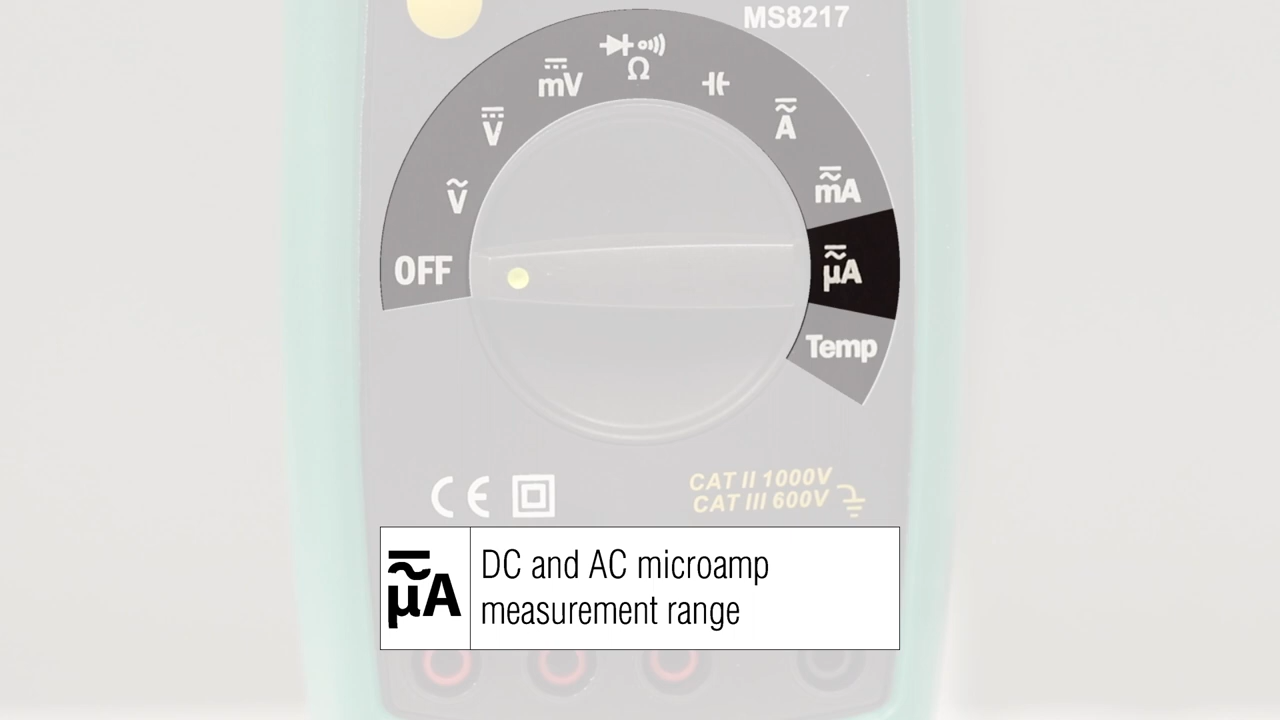 MS8217
Ω
mV
V
A
V
mA
OFF
µA
Temp
CE
CAT II 1000V
CAT III 600V
µA
DC and AC microamp
measurement range